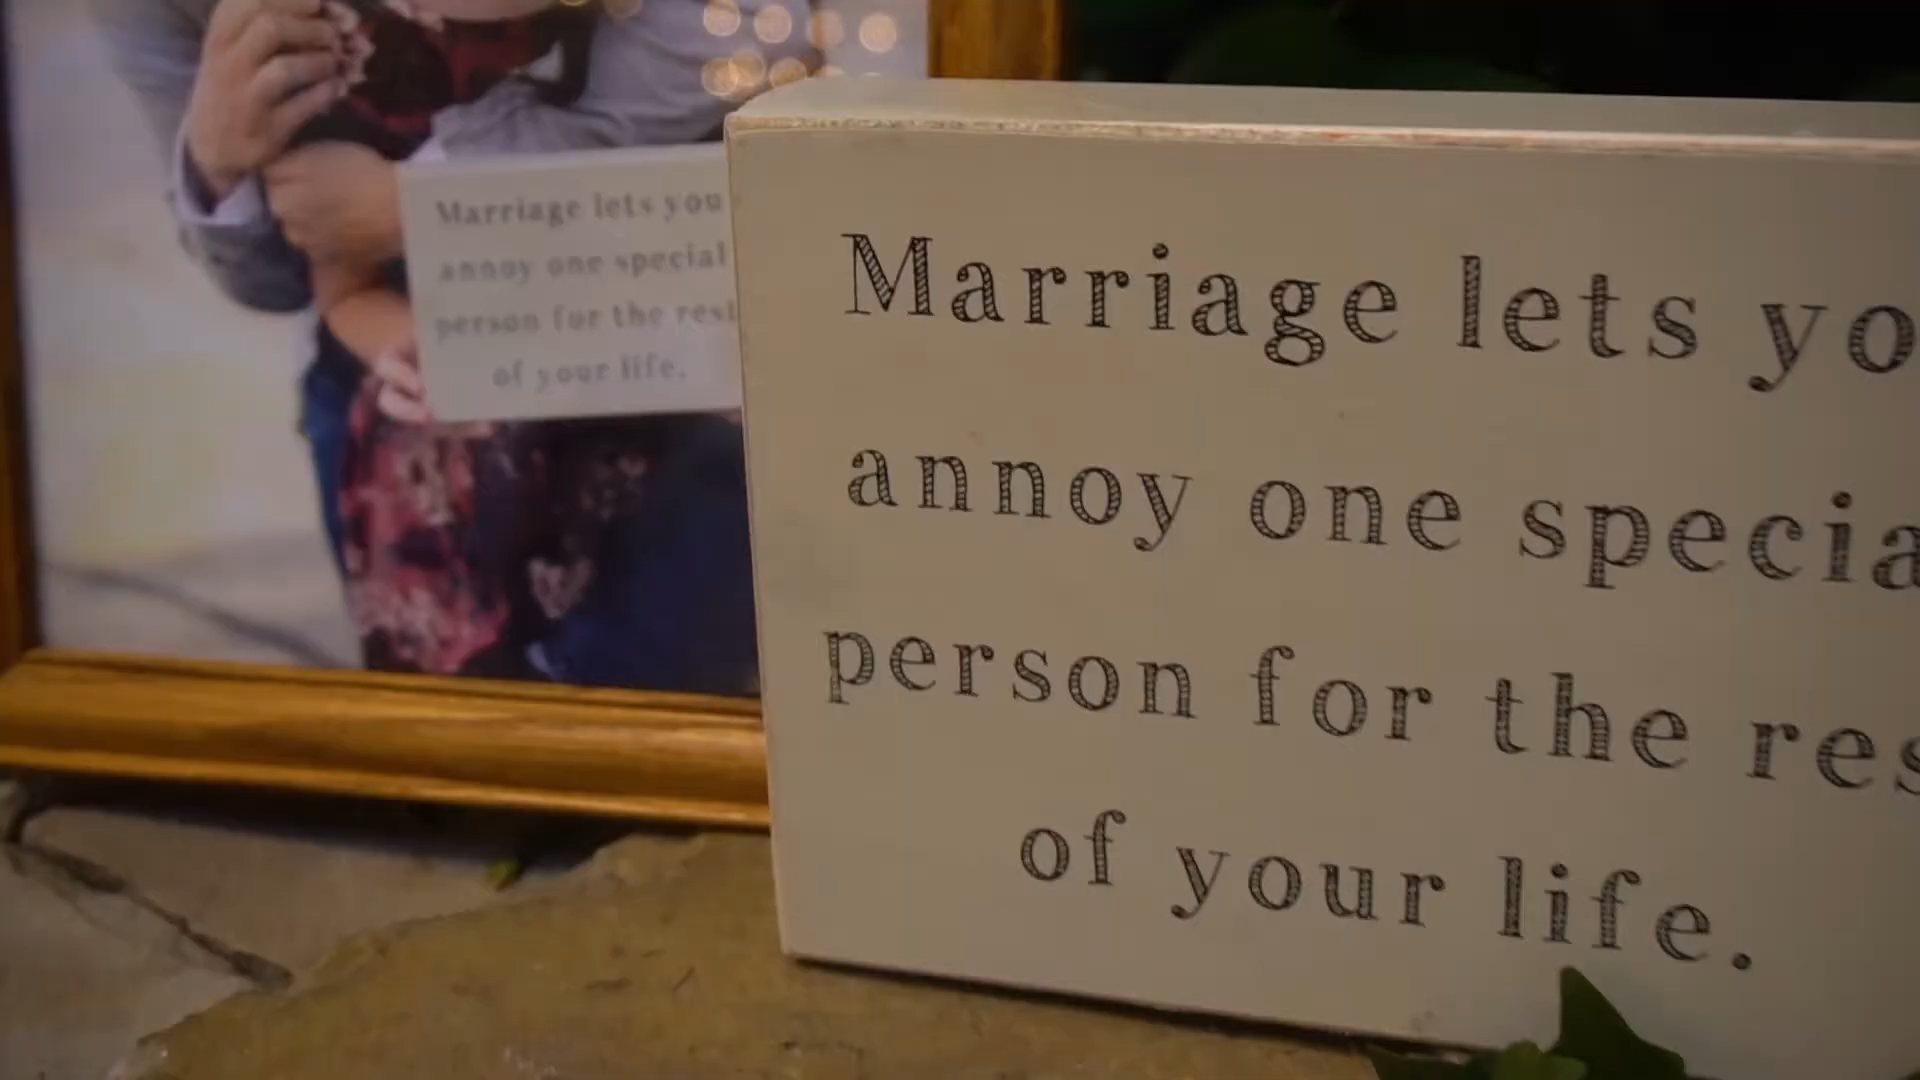 Marriage lets you
annoy one special
person for the rest
of your life.
Marriage lets yo
annoy one specia
person for the res
of your life.